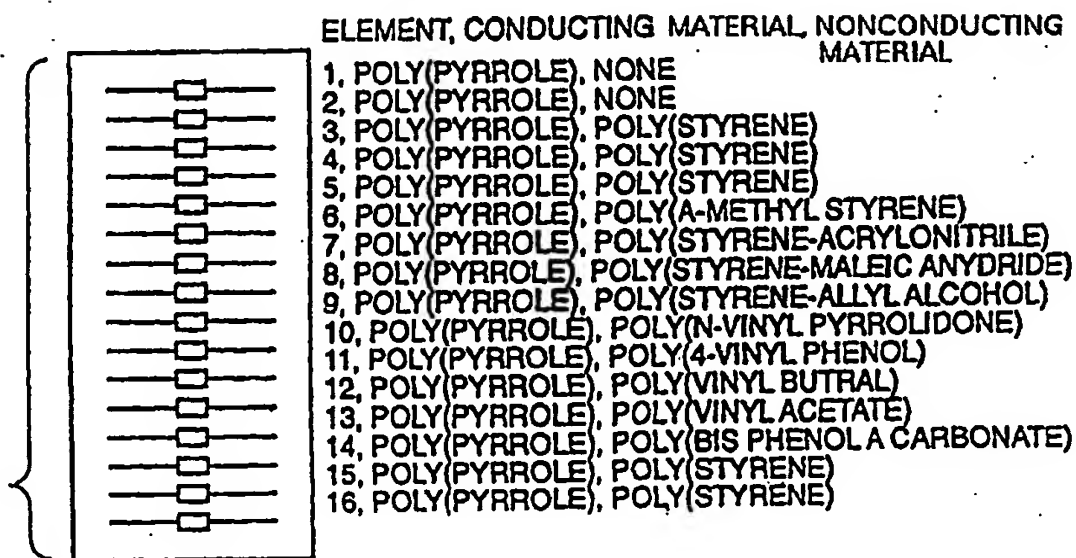 ELEMENT, CONDUCTING MATERIAL, NONCONDUCTING
MATERIAL
1, POLY(PYRROLE), NONE
2, POLY(PYRROLE), NONE
3, POLY(PYRROLE), POLY(STYRENE)
4, POLY(PYRROLE), POLY(STYRENE)
5, POLY(PYRROLE), POLY(STYRENE)
6, POLY(PYRROLE), POLY(A-METHYL STYRENE)
7, POLY(PYRROLE), POLY(STYRENE-ACRYLONITRILE)
8, POLY(PYRROLE), POLY(STYRENE-MALEIC ANYDRIDE)
9, POLY(PYRROLE), POLY(STYRENE-ALLYL ALCOHOL)
10, POLY(PYRROLE), POLY(N-VINYL PYRROLIDONE)
11, POLY(PYRROLE), POLY(4-VINYL PHENOL)
12, POLY(PYRROLE), POLY(VINYL BUTRAL)
13, POLY(PYRROLE), POLY(VINYL ACETATE)
14, POLY(PYRROLE), POLY(BIS PHENOL A CARBONATE)
15, POLY(PYRROLE), POLY(STYRENE)
16, POLY(PYRROLE), POLY(STYRENE)